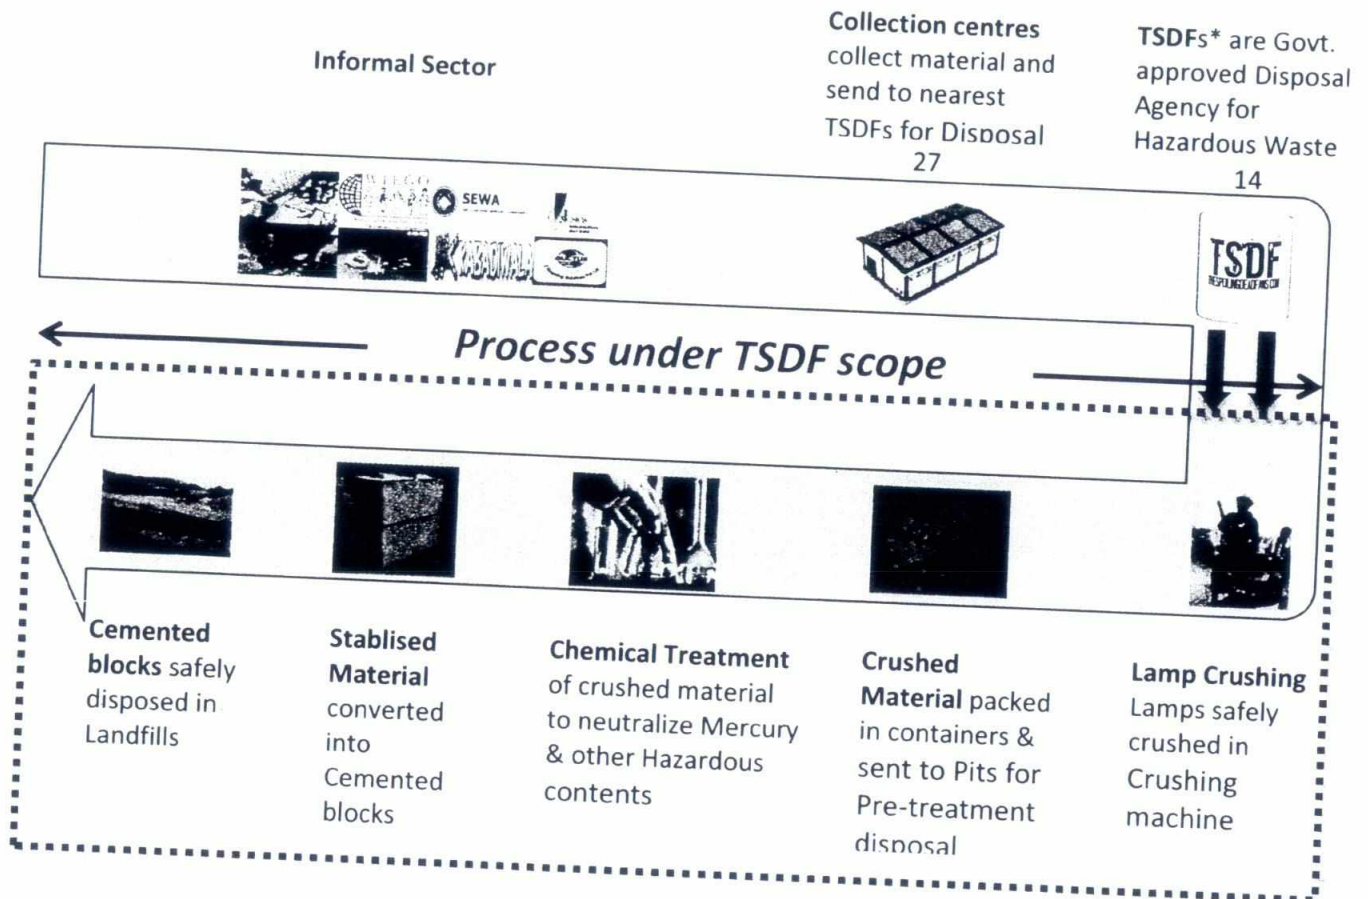 Informal Sector
Collection centres
collect material and
send to nearest
TSDFs for Disposal
27
TSDFs* are Govt.
approved Disposal
Agency for
Hazardous Waste
14
SEWA
KABADIWALA
TSDF
Process under TSDF scope
Cemented
blocks safely
disposed in
Landfills
Stablised
Material
converted
into
Cemented
blocks
Chemical Treatment
of crushed material
to neutralize Mercury
& other Hazardous
contents
Crushed
Material packed
in containers &
sent to Pits for
Pre-treatment
disposal
Lamp Crushing
Lamps safely
crushed in
Crushing
machine